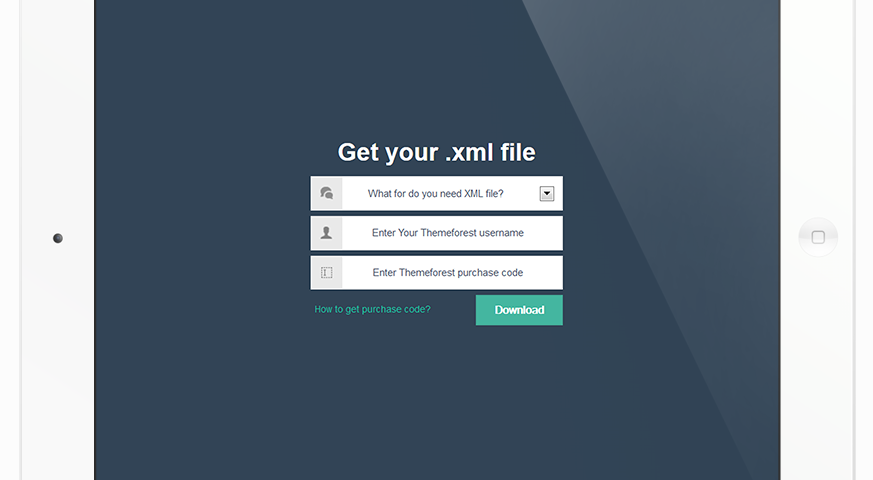 Get your .xml file
What for do you need XML file?
Enter Your Themeforest username
Enter Themeforest purchase code
How to get purchase code?
Download